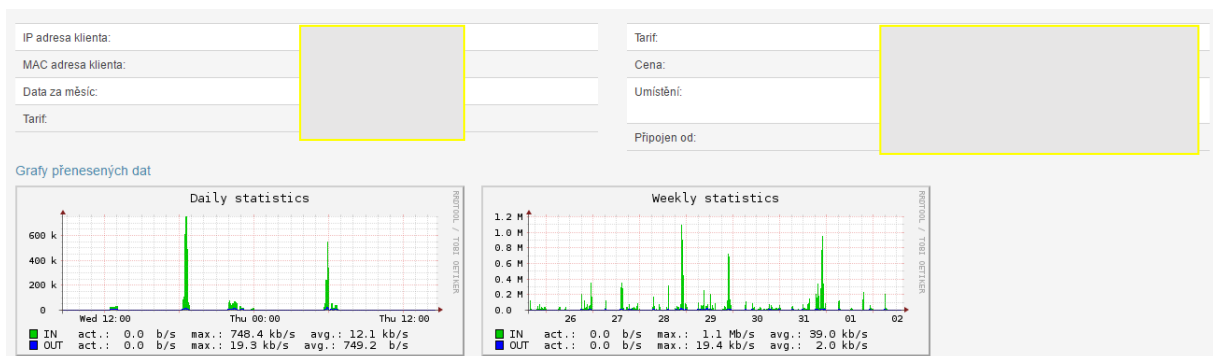 IP adresa klienta:
MAC adresa klienta:
Data za měsíc:
Tarif:
Tarif:
Cena:
Umístění:
Připojen od:
Grafy přenesených dat
Daily statistics
600 k
400 k
200 k
0
Wed 12:00 Thu 00:00 Thu 12:00
IN act.: 0.0 b/s max.: 748.4 kb/s avg.: 12.1 kb/s
OUT act.: 0.0 b/s max.: 19.3 kb/s avg.: 749.2 b/s
RRDTOOL / TOBI OETIKER
Weekly statistics
1.2 M
1.0 M
0.8 M
0.6 M
0.4 M
0.2 M
0.0
26 27 28 29 30 31 01 02
IN act.: 0.0 b/s max.: 1.1 Mb/s avg.: 39.0 kb/s
OUT act.: 0.0 b/s max.: 19.4 kb/s avg.: 2.0 kb/s
RRDTOOL / TOBI OETIKER